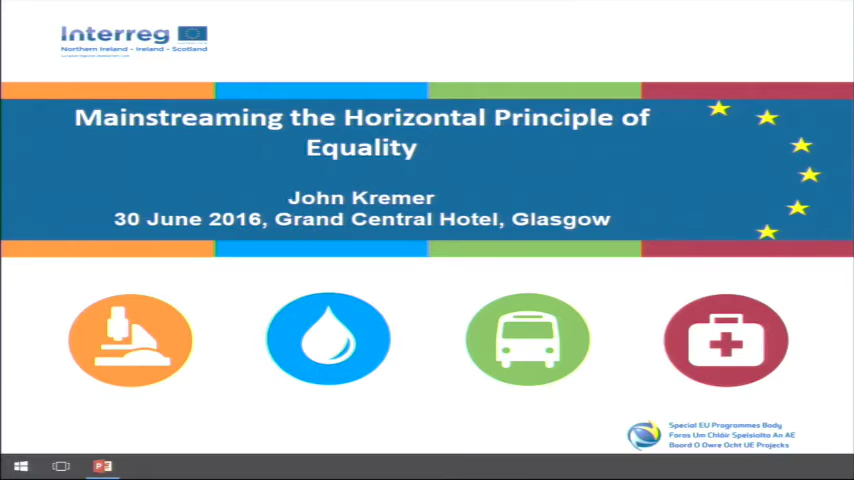 Interreg
Northern Ireland - Ireland - Scotland
Mainstreaming the Horizontal Principle of
Equality
John Kremer
30 June 2016, Grand Central Hotel, Glasgow
Special EU Programmes Body
Foras Um Chláir Speisialta An AE
Boord O Owre Ocht UE Projecks